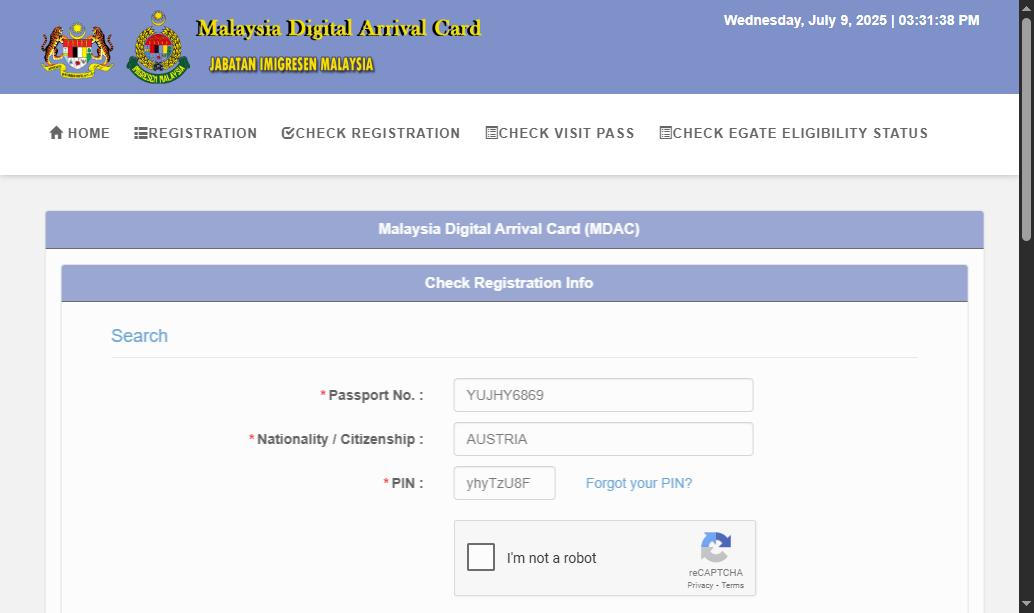 Malaysia Digital Arrival Card
JABATAN IMIGRESEN MALAYSIA
IMIGRESEN MALAYSIA
Wednesday, July 9, 2025 | 03:31:38 PM
HOME
REGISTRATION
CHECK REGISTRATION
CHECK VISIT PASS
CHECK EGATE ELIGIBILITY STATUS
Malaysia Digital Arrival Card (MDAC)
Check Registration Info
Search
* Passport No. : YUJHY6869
* Nationality / Citizenship : AUSTRIA
* PIN : yhyTzU8F Forgot your PIN?
I'm not a robot
reCAPTCHA
Privacy - Terms